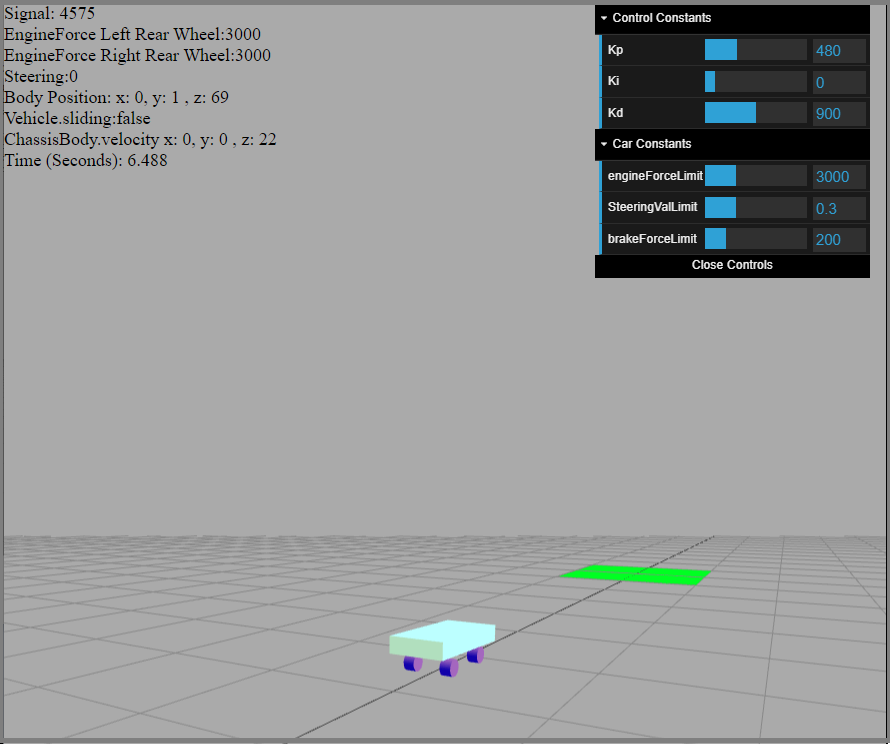 Signal: 4575
EngineForce Left Rear Wheel:3000
EngineForce Right Rear Wheel:3000
Steering:0
Body Position: x: 0, y: 1 , z: 69
Vehicle.sliding:false
ChassisBody.velocity x: 0, y: 0 , z: 22
Time (Seconds): 6.488
Control Constants
Kp 480
Ki 0
Kd 900
Car Constants
engineForceLimit 3000
SteeringValLimit 0.3
brakeForceLimit 200
Close Controls